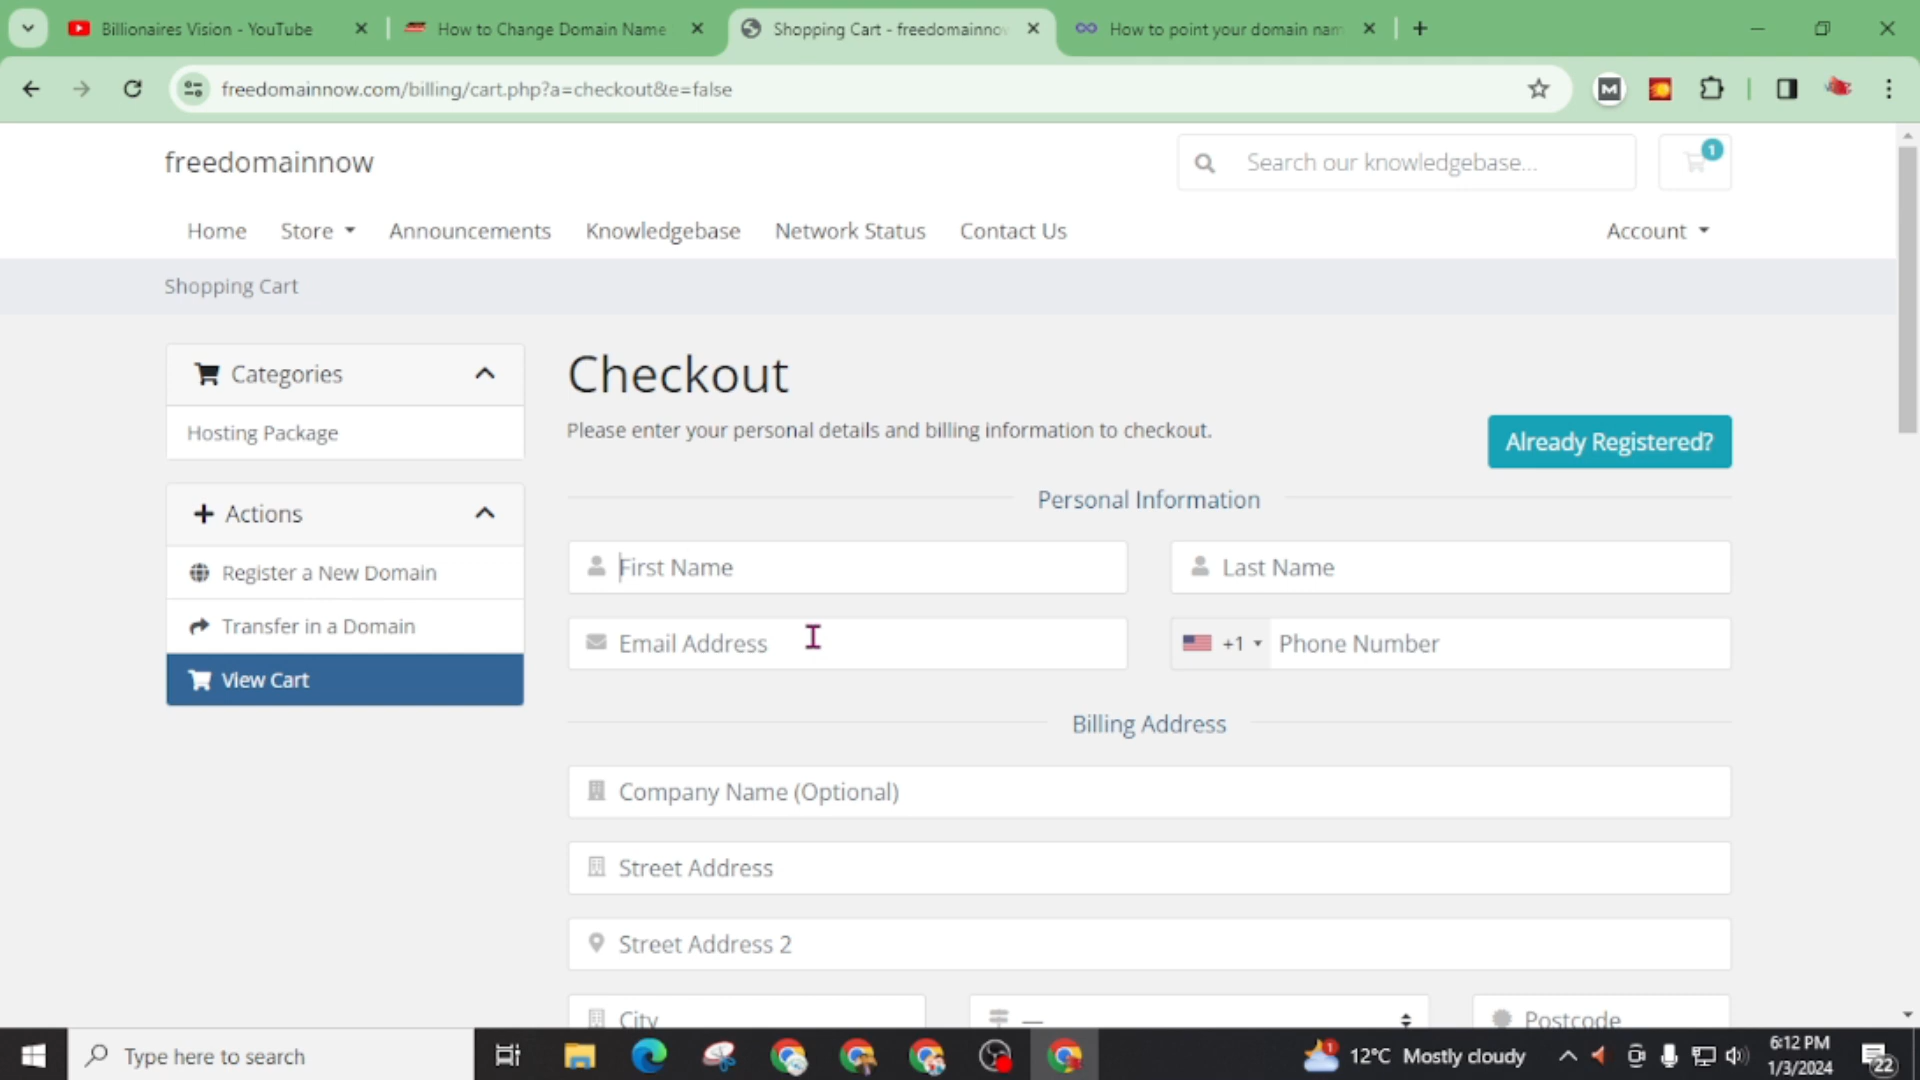 Billionaires Vision - YouTube
How to Change Domain Name
Shopping Cart - freedomainnow
How to point your domain nam
freedomainnow.com/billing/cart.php?a=checkout&e=false
freedomainnow
Search our knowledgebase...
1
Home
Store
Announcements
Knowledgebase
Network Status
Contact Us
Account
Shopping Cart
Categories
Hosting Package
Actions
Register a New Domain
Transfer in a Domain
View Cart
Checkout
Please enter your personal details and billing information to checkout.
Already Registered?
Personal Information
First Name
Last Name
Email Address
+1
Phone Number
Billing Address
Company Name (Optional)
Street Address
Street Address 2
City
—
Postcode
Type here to search
1
12°C Mostly cloudy
6:12 PM
1/3/2024
22